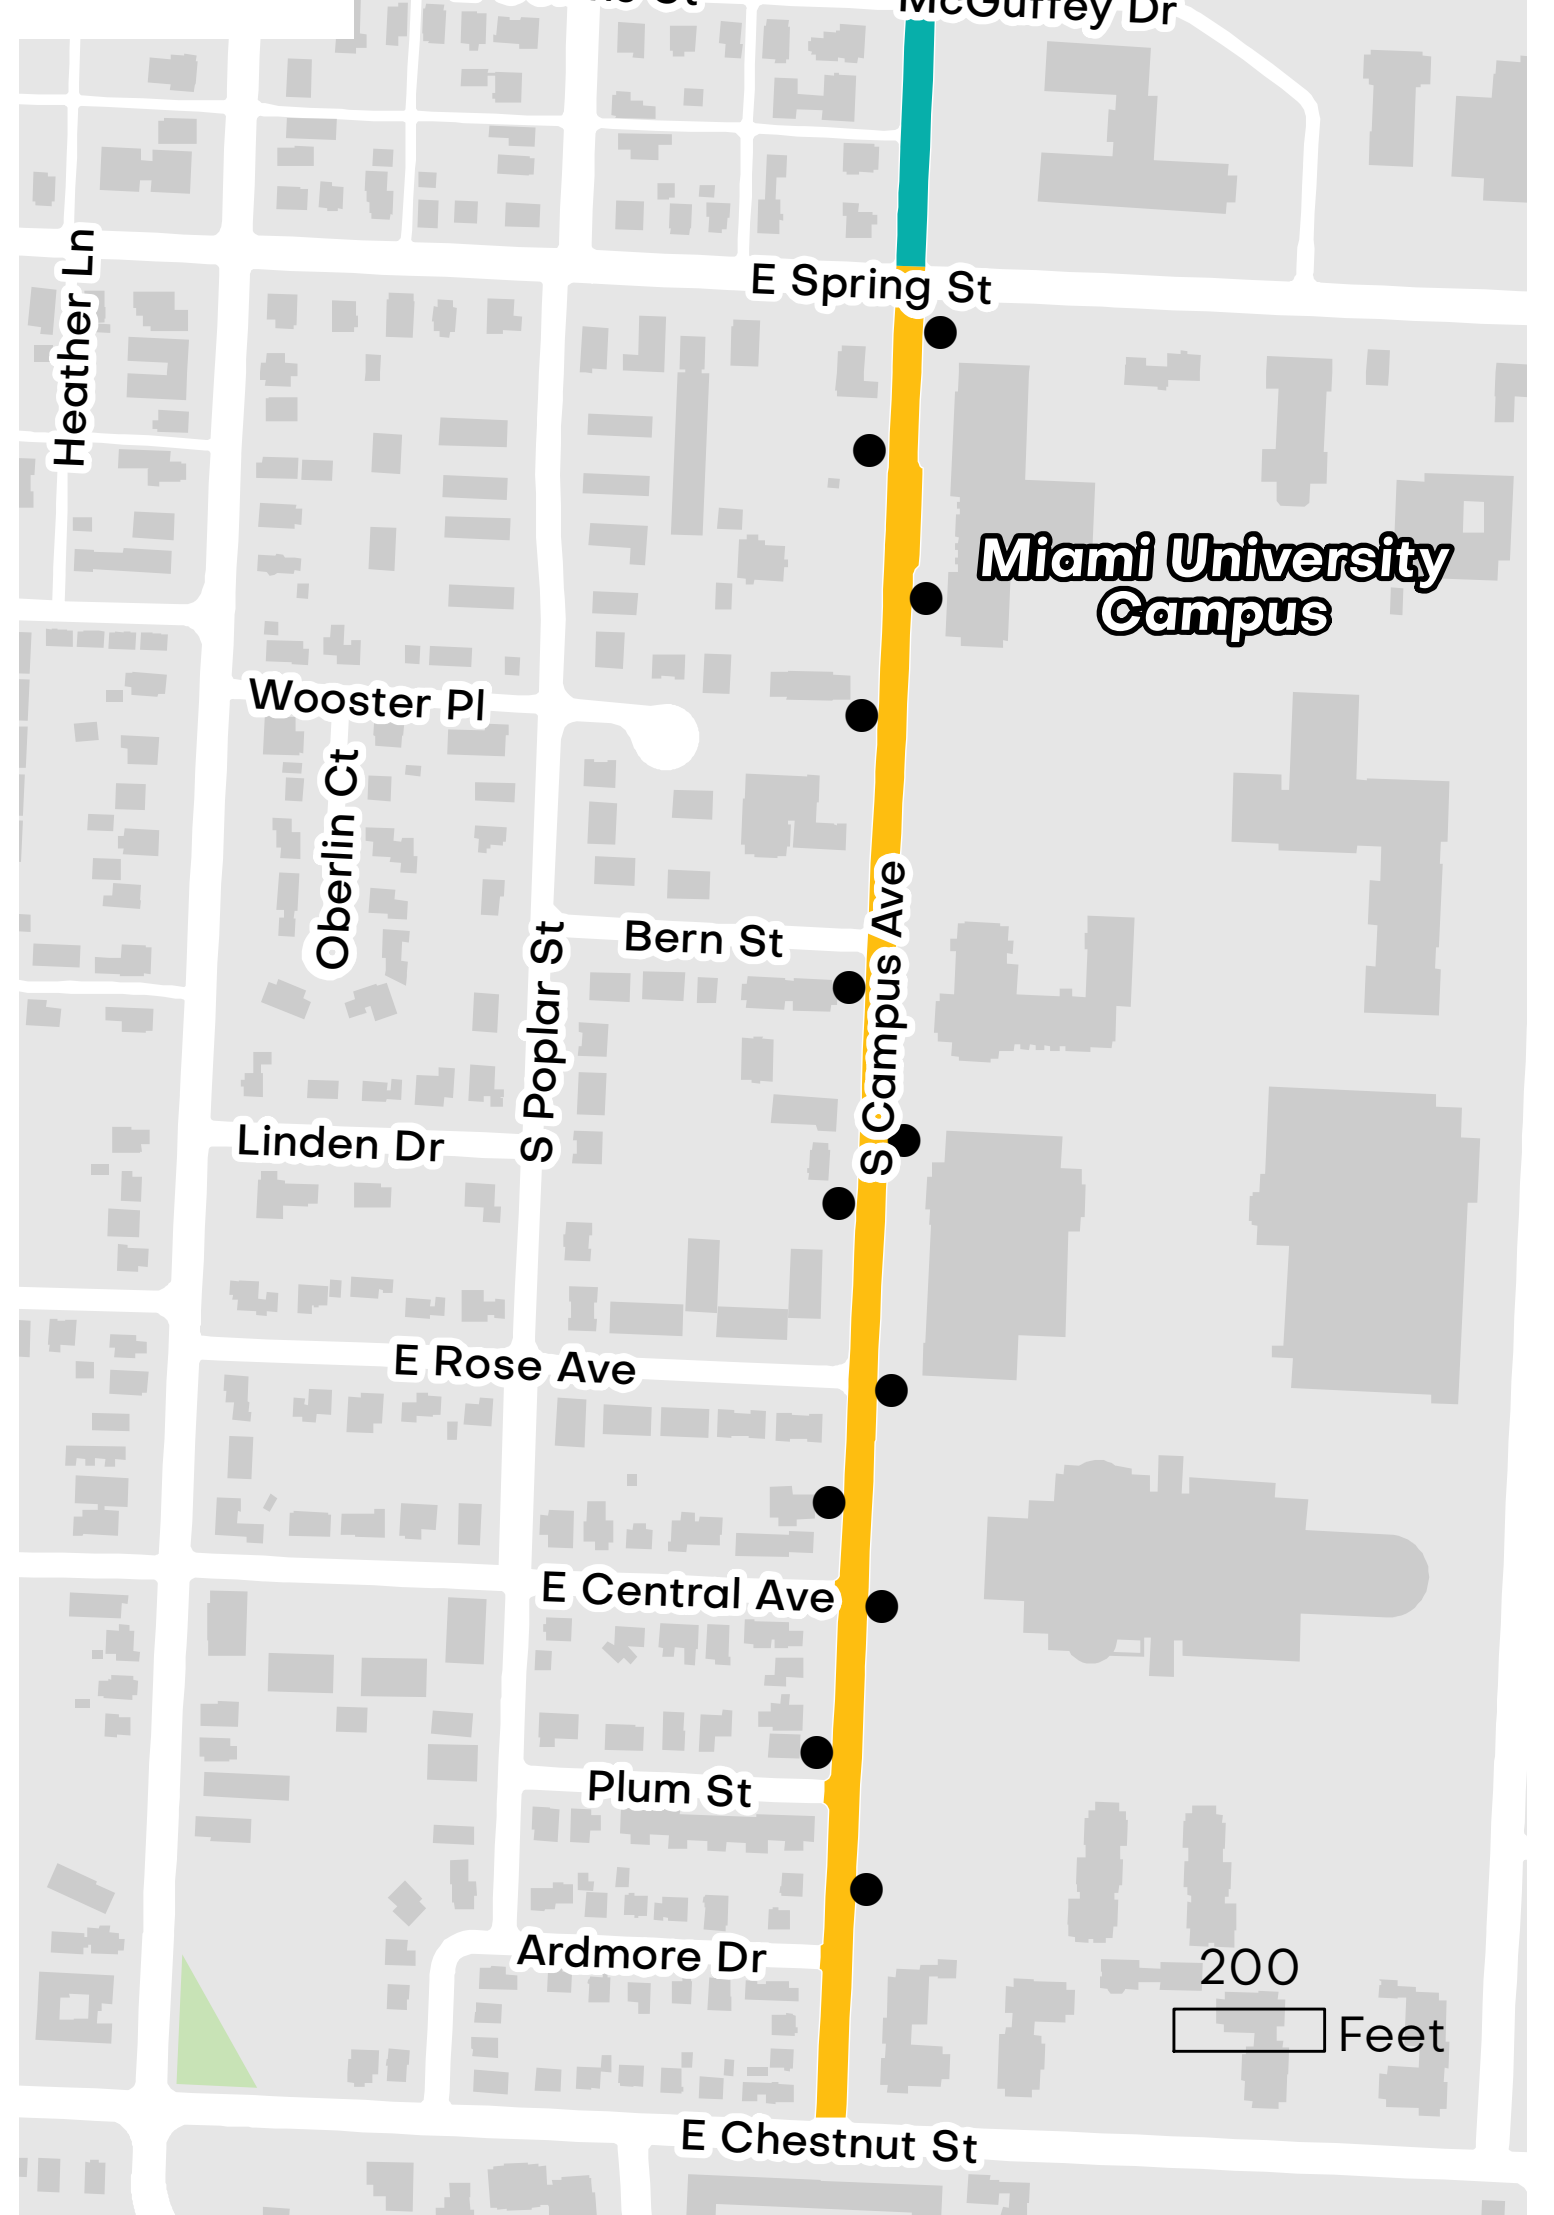 McGuffey Dr
Heather Ln
E Spring St
Miami University
Campus
Wooster Pl
Oberlin Ct
S Poplar St
Bern St
S Campus Ave
Linden Dr
E Rose Ave
E Central Ave
Plum St
Ardmore Dr
200
Feet
E Chestnut St